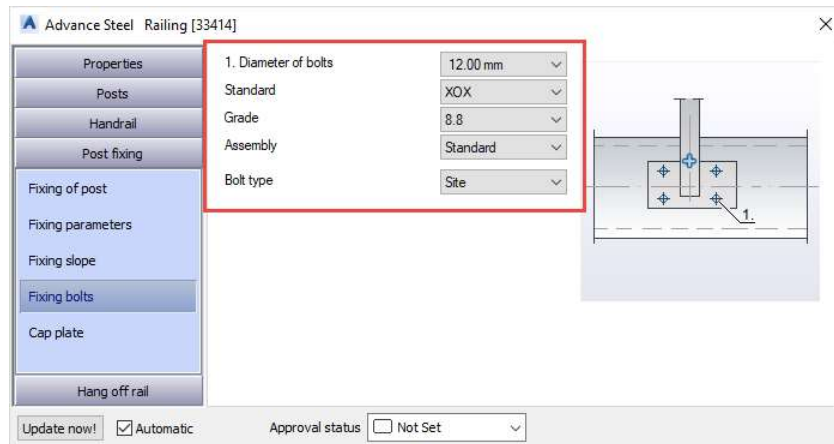 Advance Steel Railing [33414]
Properties
Posts
Handrail
Post fixing
Fixing of post
Fixing parameters
Fixing slope
Fixing bolts
Cap plate
Hang off rail
1. Diameter of bolts 12.00 mm
Standard XOX
Grade 8.8
Assembly Standard
Bolt type Site
1.
Update now! Automatic Approval status Not Set